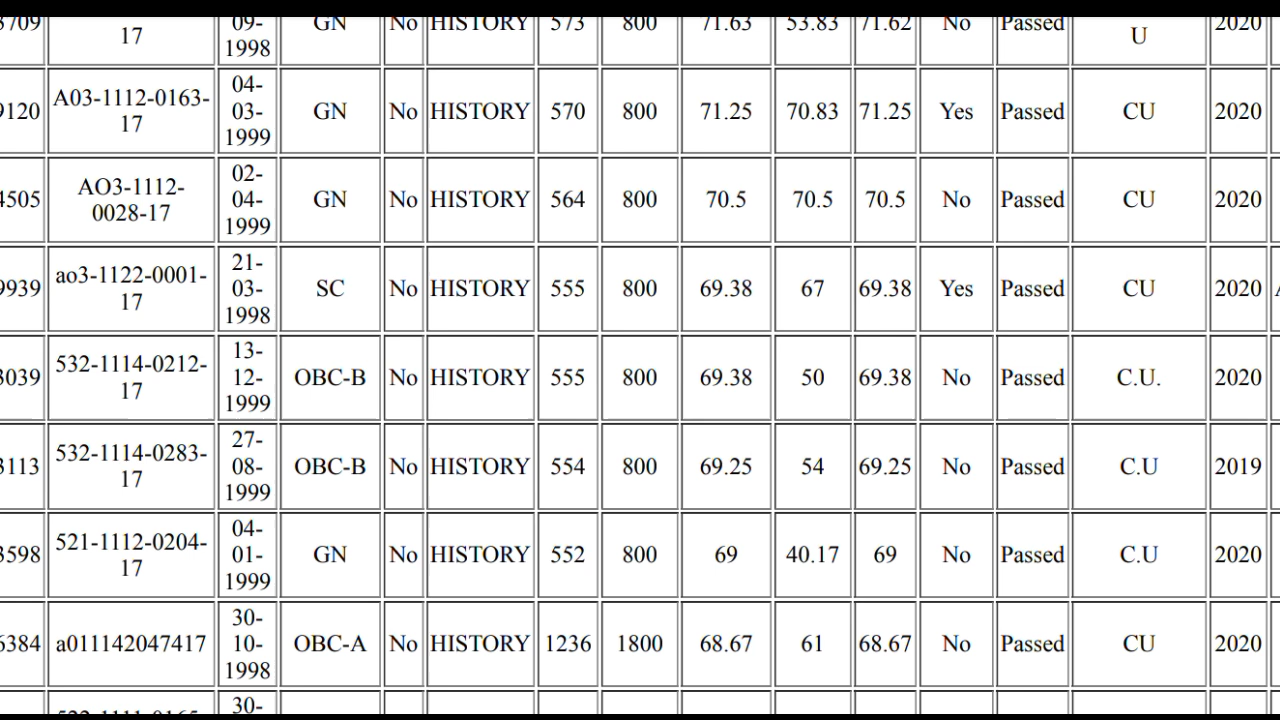 3709 17 09- 1998 GN No HISTORY 573 800 71.63 53.83 71.62 No Passed U 2020
9120 A03-1112-0163-17 04-03-1999 GN No HISTORY 570 800 71.25 70.83 71.25 Yes Passed CU 2020
4505 AO3-1112-0028-17 02-04-1999 GN No HISTORY 564 800 70.5 70.5 70.5 No Passed CU 2020
9939 ao3-1122-0001-17 21-03-1998 SC No HISTORY 555 800 69.38 67 69.38 Yes Passed CU 2020
3039 532-1114-0212-17 13-12-1999 OBC-B No HISTORY 555 800 69.38 50 69.38 No Passed C.U. 2020
3113 532-1114-0283-17 27-08-1999 OBC-B No HISTORY 554 800 69.25 54 69.25 No Passed C.U 2019
3598 521-1112-0204-17 04-01-1999 GN No HISTORY 552 800 69 40.17 69 No Passed C.U 2020
6384 a011142047417 30-10-1998 OBC-A No HISTORY 1236 1800 68.67 61 68.67 No Passed CU 2020
30-